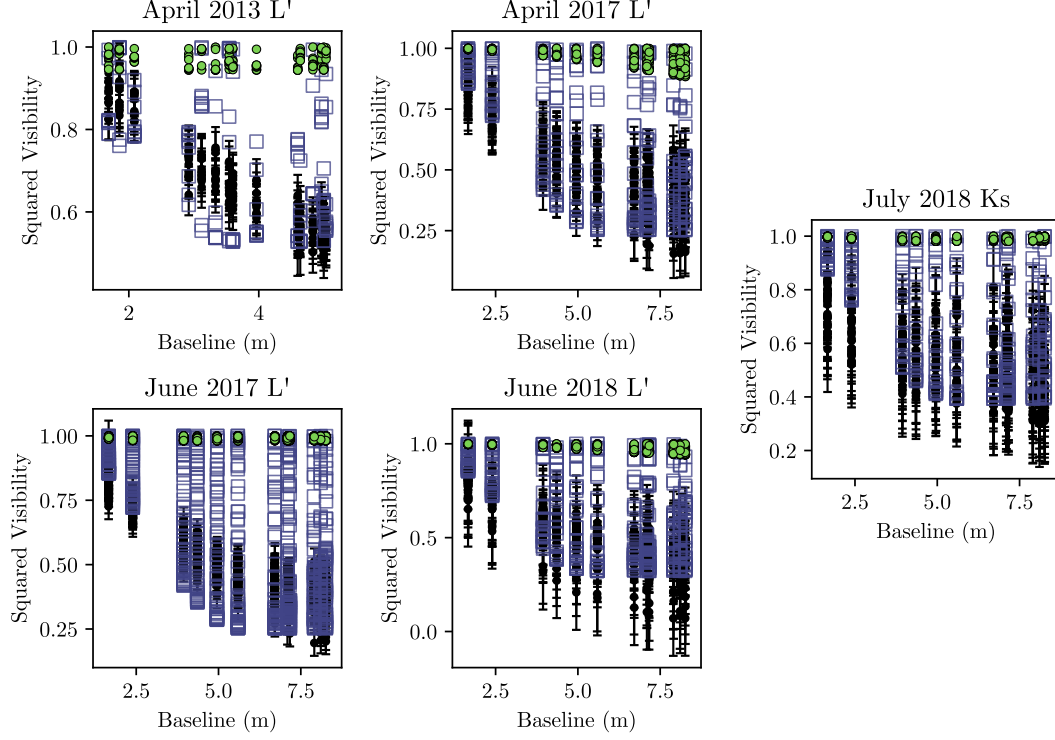 April 2013 L'
Squared Visibility
1.0
0.8
0.6
2
4
Baseline (m)
April 2017 L'
Squared Visibility
1.00
0.75
0.50
0.25
2.5
5.0
7.5
Baseline (m)
July 2018 Ks
Squared Visibility
1.0
0.8
0.6
0.4
0.2
2.5
5.0
7.5
Baseline (m)
June 2017 L'
Squared Visibility
1.00
0.75
0.50
0.25
2.5
5.0
7.5
Baseline (m)
June 2018 L'
Squared Visibility
1.0
0.5
0.0
2.5
5.0
7.5
Baseline (m)